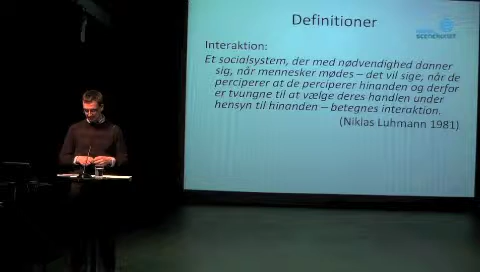 Definitioner
SCENEKUNST
Interaktion:
Et socialsystem, der med nødvendighed danner
sig, når mennesker mødes – det vil sige, når de
perciperer at de perciperer hinanden og derfor
er tvungne til at vælge deres handlen under
hensyn til hinanden – betegnes interaktion.
(Niklas Luhmann 1981)